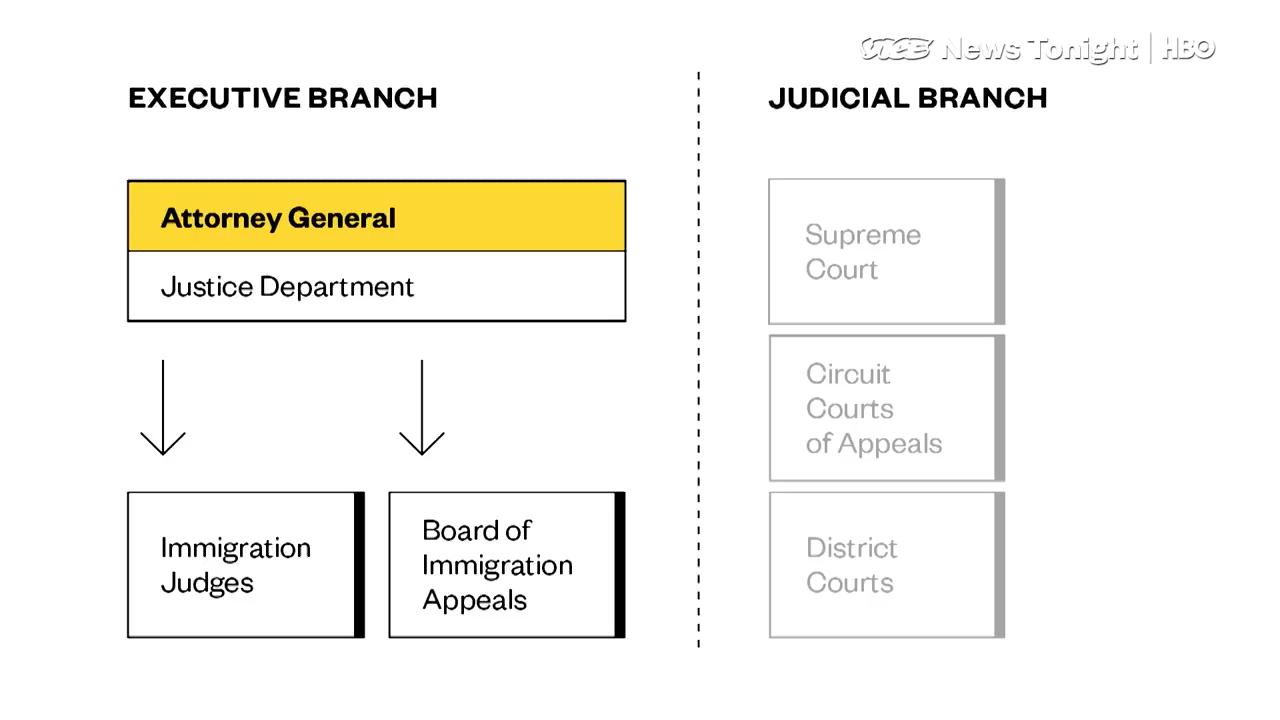 VICE News Tonight | HBO
EXECUTIVE BRANCH
Attorney General
Justice Department
Immigration
Judges
Board of
Immigration
Appeals
JUDICIAL BRANCH
Supreme
Court
Circuit
Courts
of Appeals
District
Courts